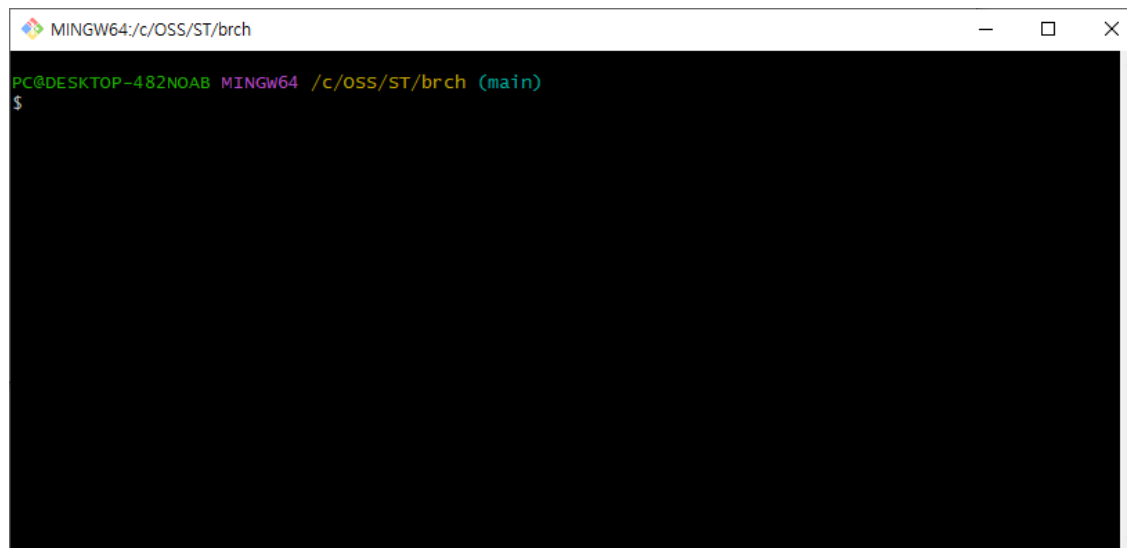 MINGW64:/c/OSS/ST/brch
PC@DESKTOP-482NOAB MINGW64 /c/OSS/ST/brch (main)
$